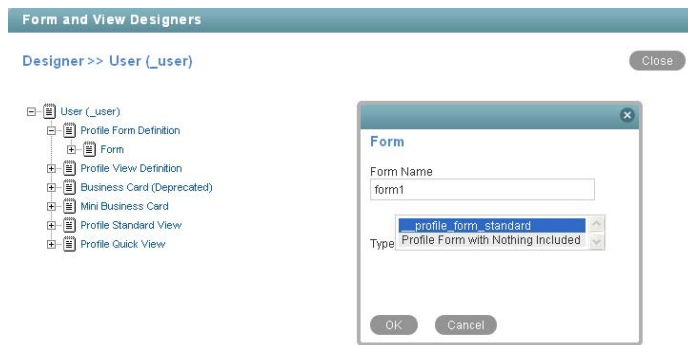 Form and View Designers
Designer >> User (_user)
Close
User (_user)
Profile Form Definition
Form
Profile View Definition
Business Card (Deprecated)
Mini Business Card
Profile Standard View
Profile Quick View
Form
Form Name
form1
Type
__profile_form_standard
Profile Form with Nothing Included
OK
Cancel